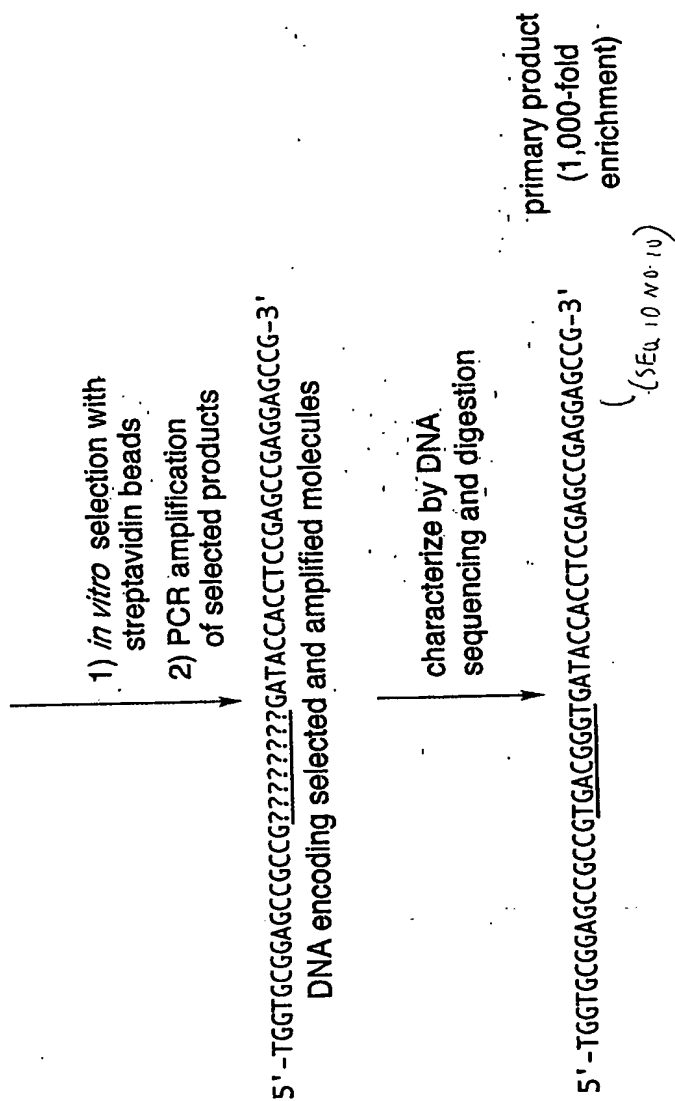 1) in vitro selection with
streptavidin beads
2) PCR amplification
of selected products
5'-TGGTGCGGAGCCGCCG????????GATACCACCTCCGAGCCGAGGAGCCG-3'
DNA encoding selected and amplified molecules
characterize by DNA
sequencing and digestion
5'-TGGTGCGGAGCCGCCGTGACGGGTGATACCACCTCCGAGCCGAGGAGCCG-3'
(SEQ ID NO: 10)
primary product
(1,000-fold
enrichment)